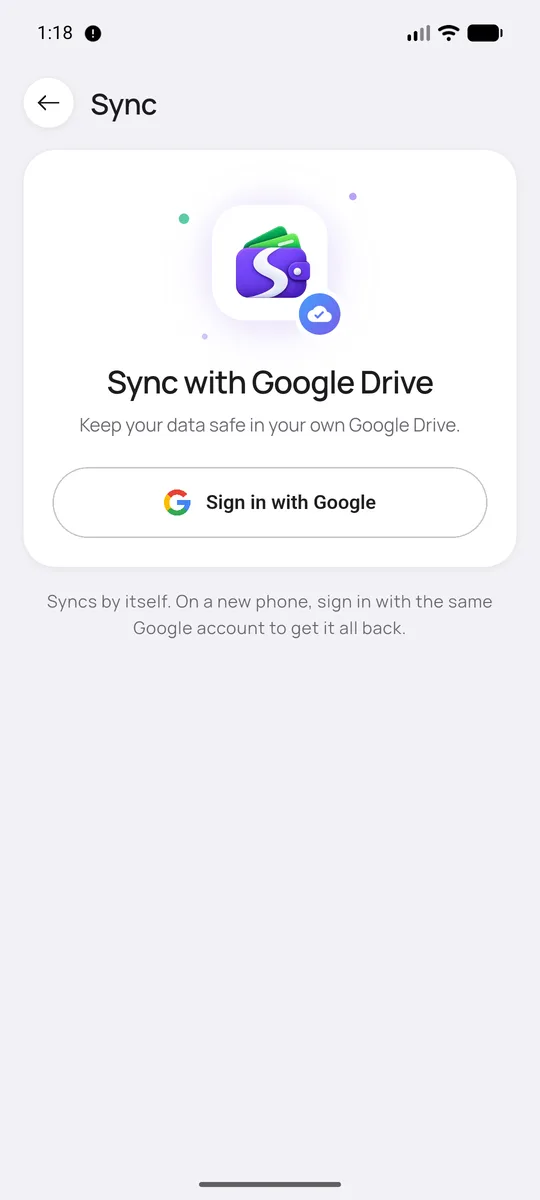 1:18
Sync
Sync with Google Drive
Keep your data safe in your own Google Drive.
Sign in with Google
Syncs by itself. On a new phone, sign in with the same
Google account to get it all back.